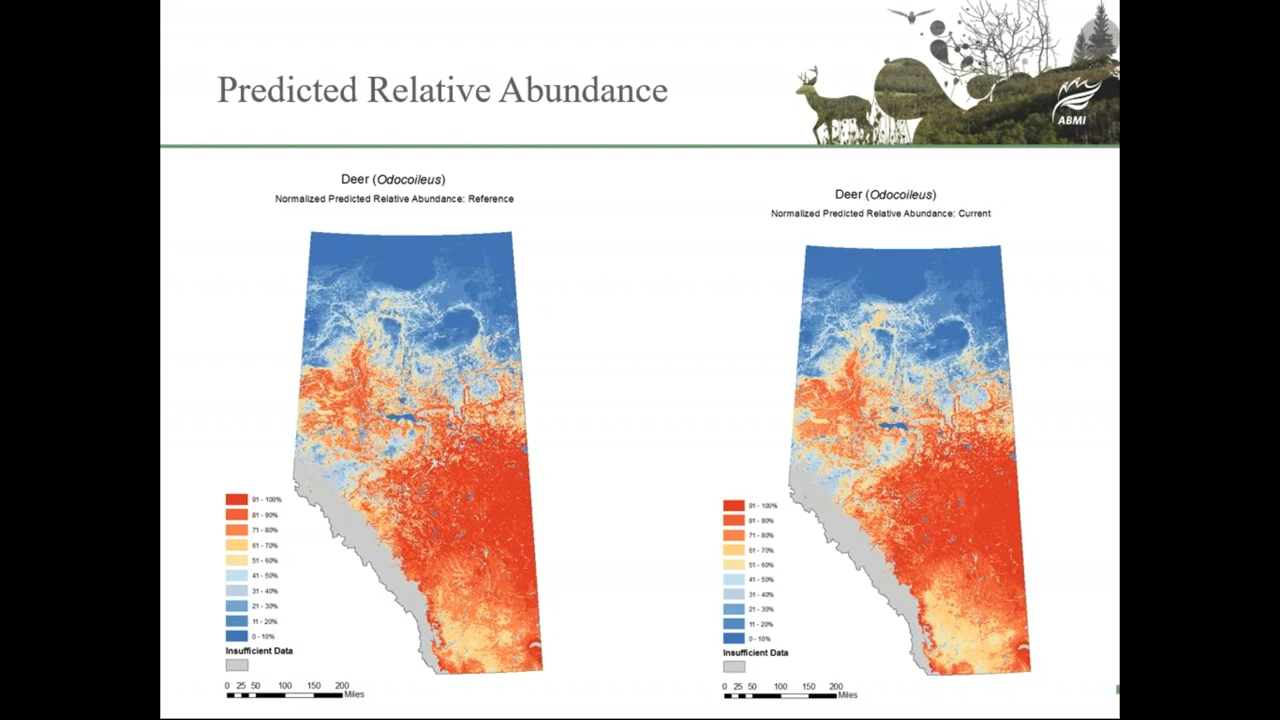 Predicted Relative Abundance
ABMI
Deer (Odocoileus)
Normalized Predicted Relative Abundance: Reference
91 - 100%
81 - 90%
71 - 80%
61 - 70%
51 - 60%
41 - 50%
31 - 40%
21 - 30%
11 - 20%
0 - 10%
Insufficient Data
0 25 50 100 150 200
Miles
Deer (Odocoileus)
Normalized Predicted Relative Abundance: Current
91 - 100%
81 - 90%
71 - 80%
61 - 70%
51 - 60%
41 - 50%
31 - 40%
21 - 30%
11 - 20%
0 - 10%
Insufficient Data
0 25 50 100 150 200
Miles